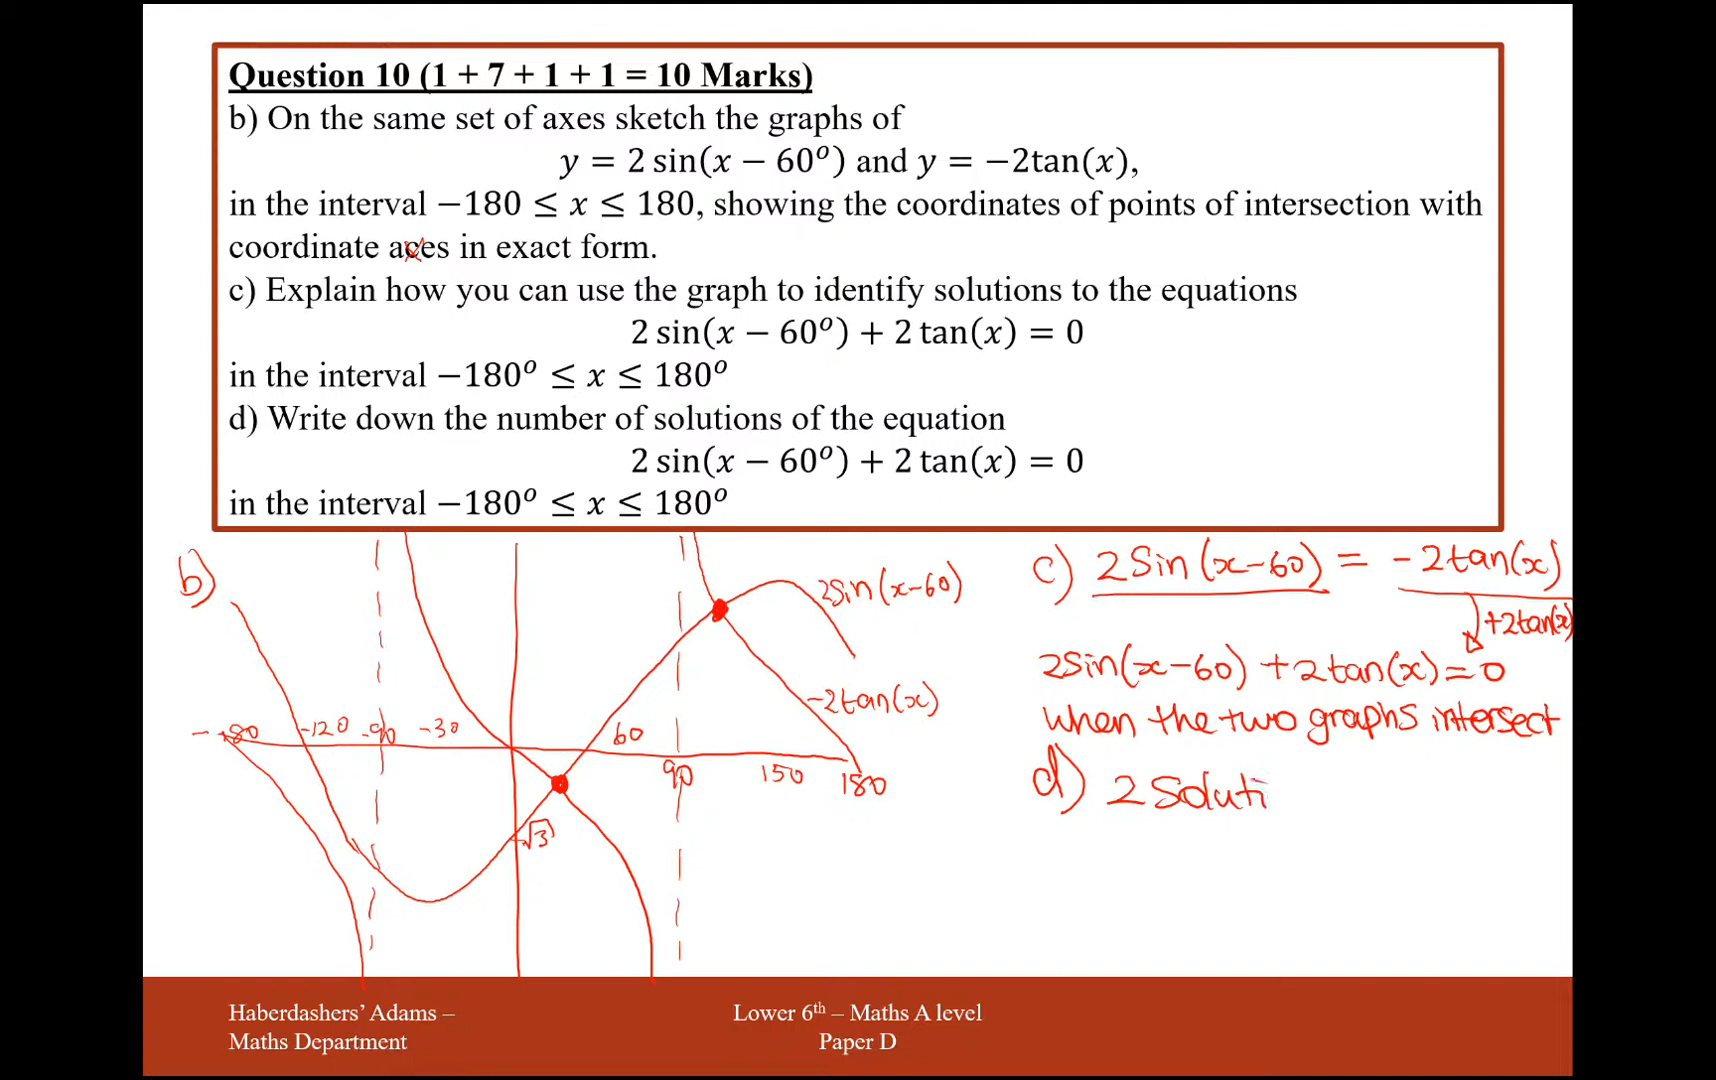 Question 10 (1 + 7 + 1 + 1 = 10 Marks)
b) On the same set of axes sketch the graphs of
y = 2 sin(x − 60°) and y = −2tan(x),
in the interval −180 ≤ x ≤ 180, showing the coordinates of points of intersection with
coordinate axes in exact form.
c) Explain how you can use the graph to identify solutions to the equations
2 sin(x − 60°) + 2 tan(x) = 0
in the interval −180° ≤ x ≤ 180°
d) Write down the number of solutions of the equation
2 sin(x − 60°) + 2 tan(x) = 0
in the interval −180° ≤ x ≤ 180°
b)
2sin(x-60)
-2tan(x)
-180 -120 -90 -30 60 90 150 180
-√3
c) 2Sin(x-60) = -2tan(x)
+2tan(x)
2sin(x-60) +2tan(x)=0
when the two graphs intersect
d) 2 Soluti
Haberdashers' Adams –
Maths Department
Lower 6th – Maths A level
Paper D